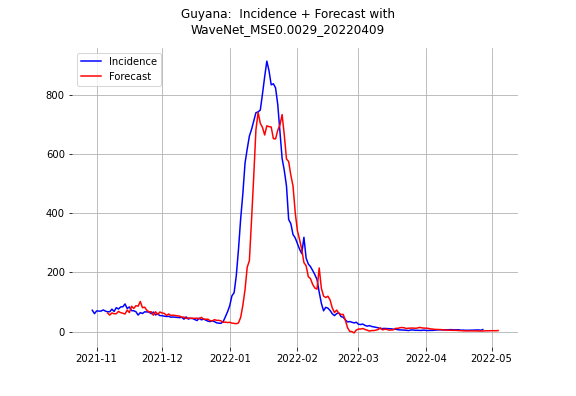 Guyana:  Incidence + Forecast with
WaveNet_MSE0.0029_20220409
Incidence
Forecast
800
600
400
200
0
2021-11 2021-12 2022-01 2022-02 2022-03 2022-04 2022-05